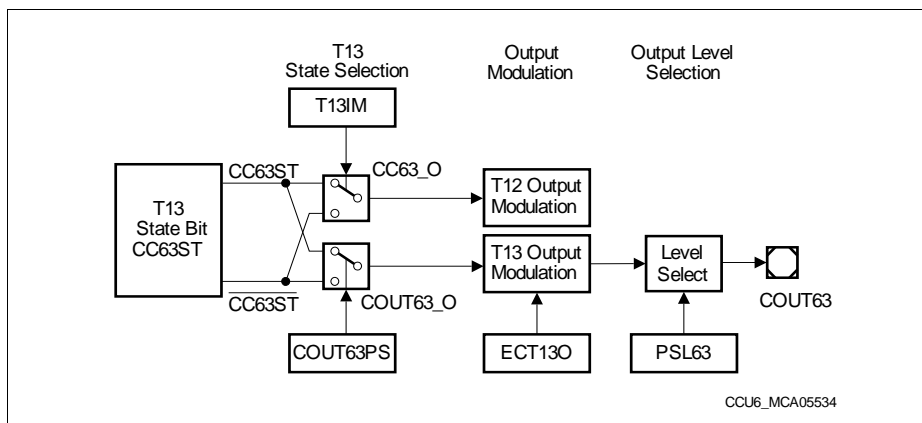 T13
State Selection
Output
Modulation
Output Level
Selection
T13IM
CC63ST
CC63_O
T13
State Bit
CC63ST
T12 Output
Modulation
T13 Output
Modulation
Level
Select
CC63ST
COUT63_O
COUT63
COUT63PS
ECT13O
PSL63
CCU6_MCA05534